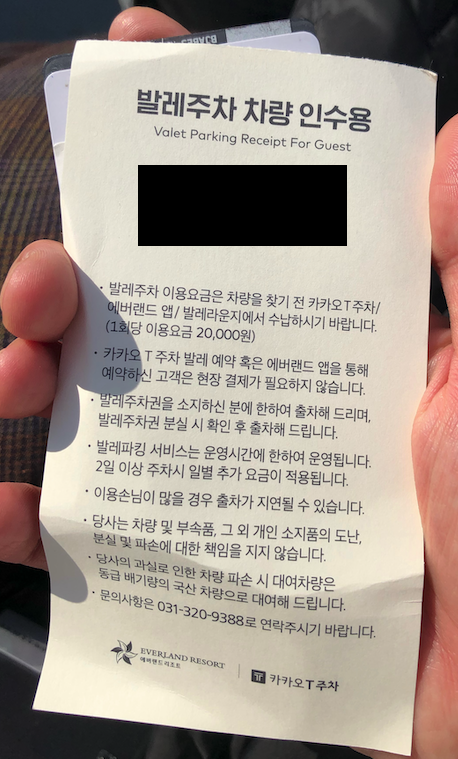 발레주차 차량 인수용
Valet Parking Receipt For Guest
• 발레주차 이용요금은 차량을 찾기 전 카카오T주차/
에버랜드 앱/ 발레라운지에서 수납하시기 바랍니다.
(1회당 이용요금 20,000원)
• 카카오 T 주차 발레 예약 혹은 에버랜드 앱을 통해
예약하신 고객은 현장 결제가 필요하지 않습니다.
• 발레주차권을 소지하신 분에 한하여 출차해 드리며,
발레주차권 분실 시 확인 후 출차해 드립니다.
• 발레파킹 서비스는 운영시간에 한하여 운영됩니다.
2일 이상 주차시 일별 추가 요금이 적용됩니다.
• 이용손님이 많을 경우 출차가 지연될 수 있습니다.
• 당사는 차량 및 부속품, 그 외 개인 소지품의 도난,
분실 및 파손에 대한 책임을 지지 않습니다.
• 당사의 과실로 인한 차량 파손 시 대여차량은
동급 배기량의 국산 차량으로 대여해 드립니다.
• 문의사항은 031-320-9388로 연락주시기 바랍니다.
EVERLAND RESORT
에버랜드리조트
T 카카오 T 주차